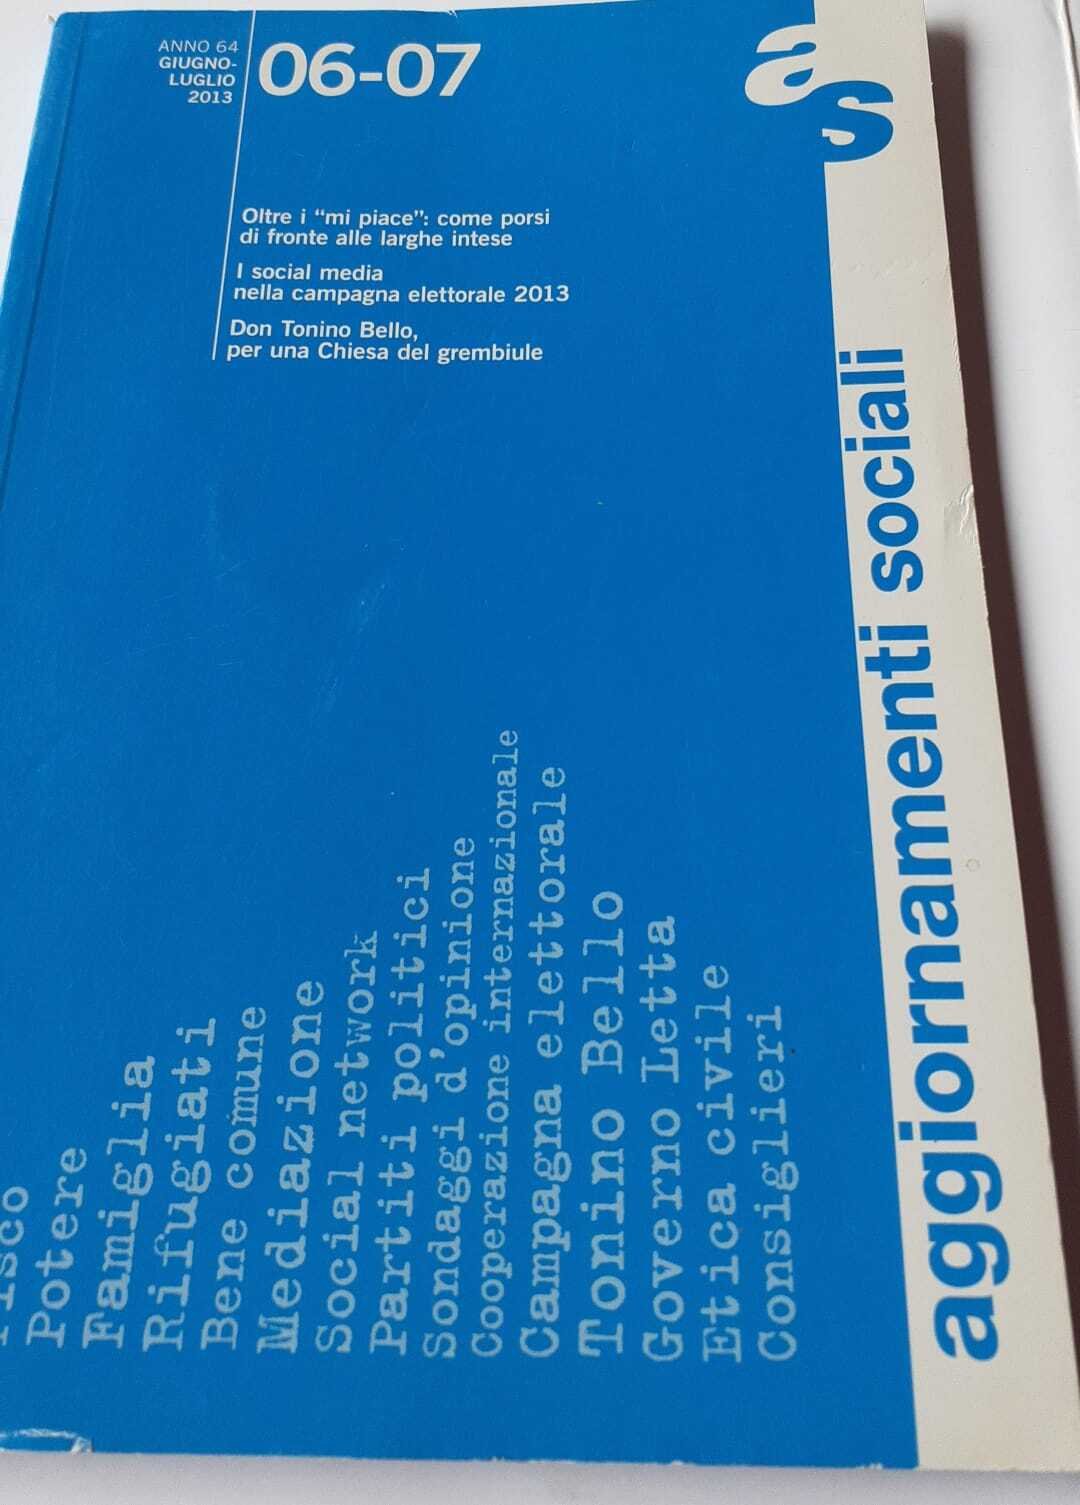 ANNO 64
GIUGNO-
LUGLIO
2013
06-07
as
Oltre i “mi piace”: come porsi
di fronte alle larghe intese
I social media
nella campagna elettorale 2013
Don Tonino Bello,
per una Chiesa del grembiule
aggiornamenti sociali
Potere
Famiglia
Rifugiati
Bene comune
Mediazione
Social network
Partiti politici
Sondaggi d'opinione
Cooperazione internazionale
Campagna elettorale
Tonino Bello
Governo Letta
Etica civile
Consiglieri